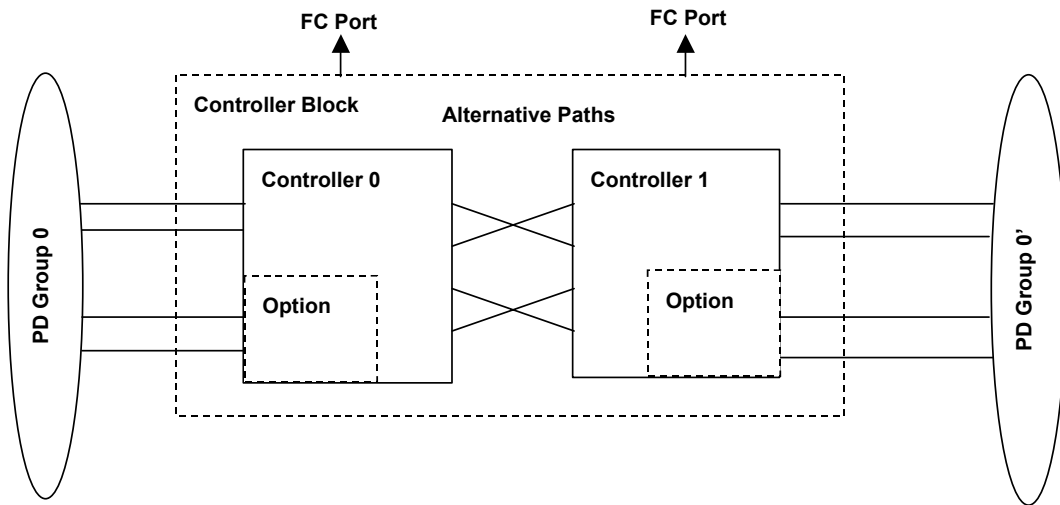 FC Port
FC Port
Controller Block
Alternative Paths
Controller 0
Controller 1
Option
Option
PD Group 0
PD Group 0’